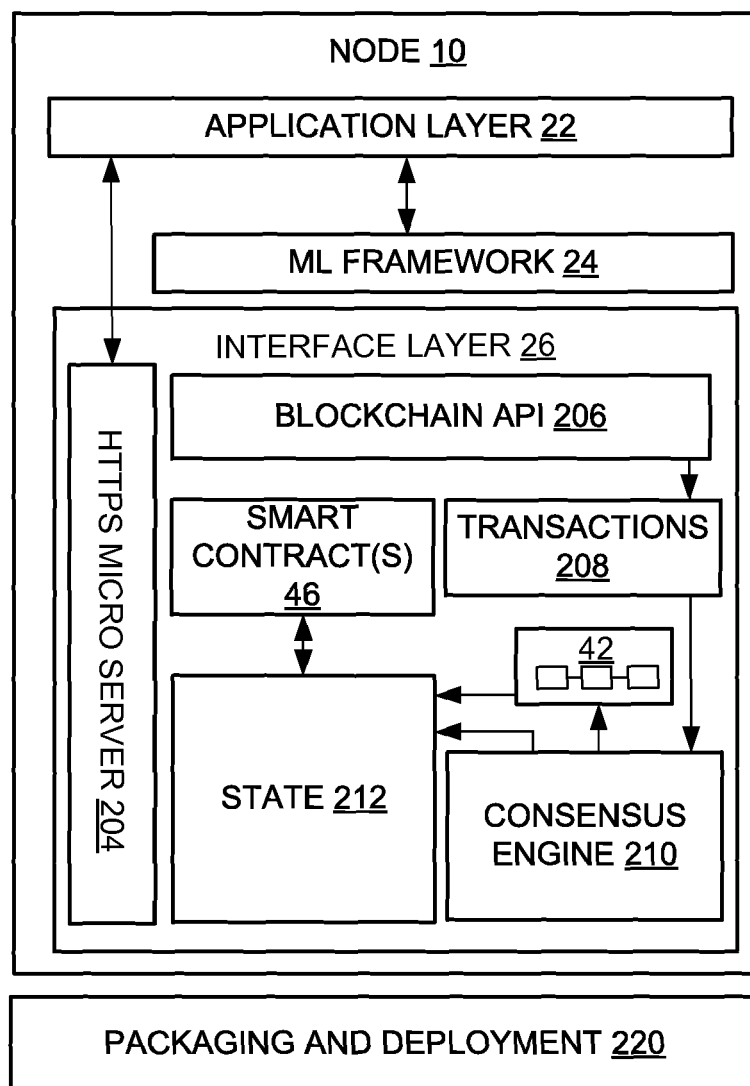 NODE 10
APPLICATION LAYER 22
ML FRAMEWORK 24
INTERFACE LAYER 26
HTTPS MICRO SERVER 204
BLOCKCHAIN API 206
SMART
CONTRACT(S)
46
TRANSACTIONS
208
42
STATE 212
CONSENSUS
ENGINE 210
PACKAGING AND DEPLOYMENT 220